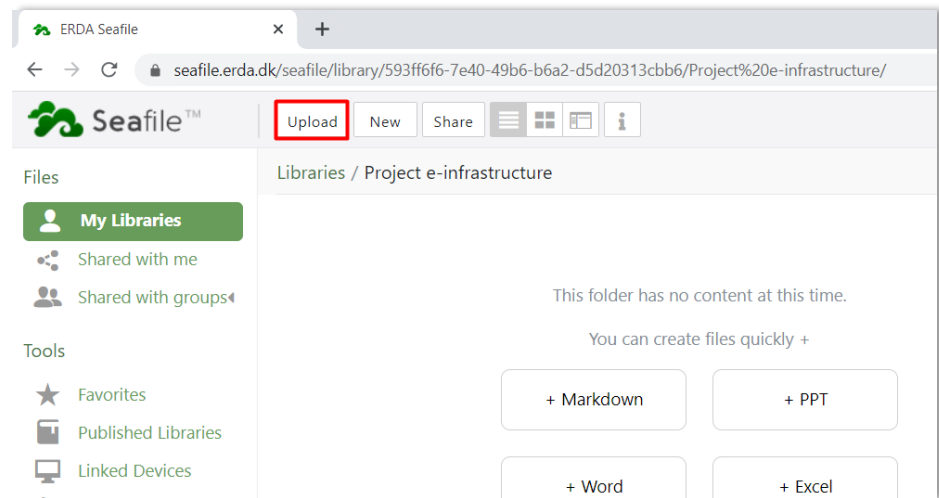 ERDA Seafile
seafile.erda.dk/seafile/library/593ff6f6-7e40-49b6-b6a2-d5d20313cbb6/Project%20e-infrastructure/
Seafile™
Upload New Share
Files
Libraries / Project e-infrastructure
My Libraries
Shared with me
Shared with groups
This folder has no content at this time.
You can create files quickly +
Tools
Favorites
Published Libraries
Linked Devices
+ Markdown + PPT
+ Word + Excel